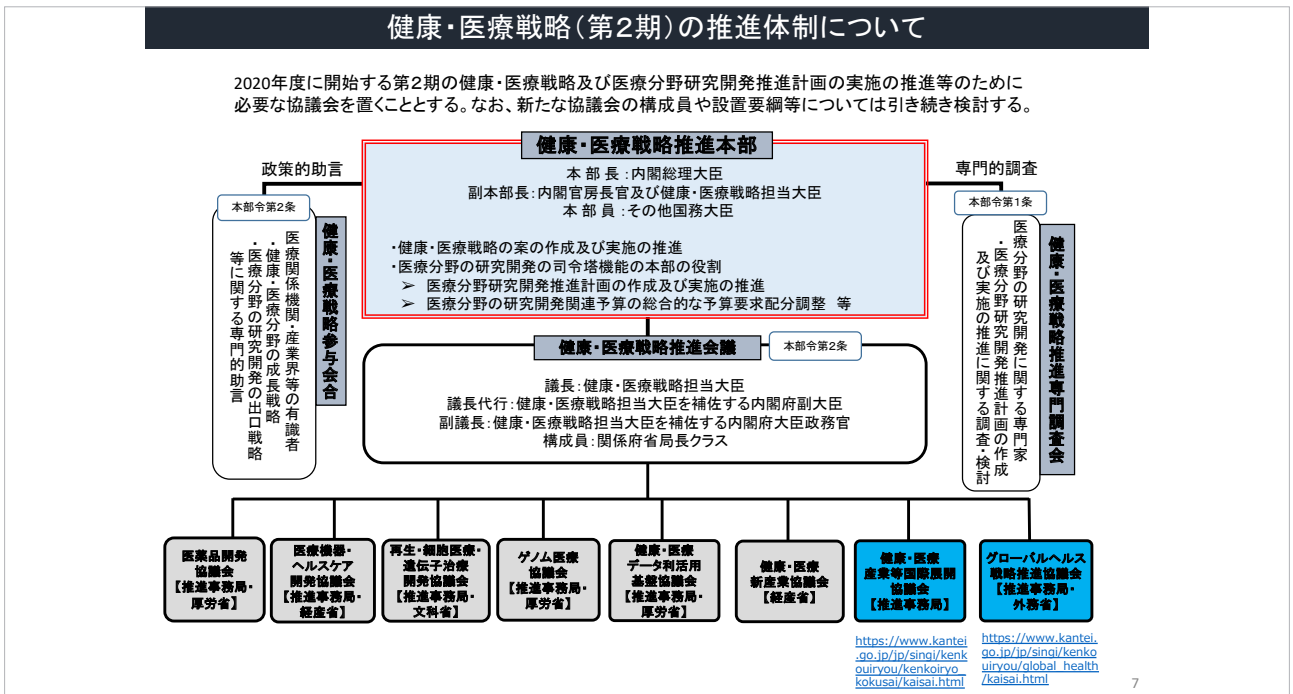 健康・医療戦略(第２期)の推進体制について
2020年度に開始する第２期の健康・医療戦略及び医療分野研究開発推進計画の実施の推進等のために
必要な協議会を置くこととする。なお、新たな協議会の構成員や設置要綱等については引き続き検討する。
健康・医療戦略推進本部
本 部 長 ：内閣総理大臣
副本部長：内閣官房長官及び健康・医療戦略担当大臣
本 部 員 ：その他国務大臣
・健康・医療戦略の案の作成及び実施の推進
・医療分野の研究開発の司令塔機能の本部の役割
➢ 医療分野研究開発推進計画の作成及び実施の推進
➢ 医療分野の研究開発関連予算の総合的な予算要求配分調整 等
政策的助言
本部令第２条
健康・医療戦略参与会合
医療関係機関・産業界等の有識者
・健康・医療分野の成長戦略
・医療分野の研究開発の出口戦略
等に関する専門的助言
専門的調査
本部令第１条
健康・医療戦略推進専門調査会
医療分野の研究開発に関する専門家
・医療分野研究開発推進計画の作成
及び実施の推進に関する調査・検討
健康・医療戦略推進会議
本部令第２条
議長：健康・医療戦略担当大臣
議長代行：健康・医療戦略担当大臣を補佐する内閣府副大臣
副議長：健康・医療戦略担当大臣を補佐する内閣府大臣政務官
構成員：関係府省局長クラス
医薬品開発
協議会
【推進事務局・
厚労省】
医療機器・
ヘルスケア
開発協議会
【推進事務局・
経産省】
再生・細胞医療・
遺伝子治療
開発協議会
【推進事務局・
文科省】
ゲノム医療
協議会
【推進事務局・
厚労省】
健康・医療
データ利活用
基盤協議会
【推進事務局・
厚労省】
健康・医療
新産業協議会
【経産省】
健康・医療
産業等国際展開
協議会
【推進事務局】
グローバルヘルス
戦略推進協議会
【推進事務局・
外務省】
https://www.kantei
.go.jp/jp/singi/kenk
ouiryou/kenkoiryo_
kokusai/kaisai.html
https://www.kantei.
go.jp/jp/singi/kenko
uiryou/global_health
/kaisai.html
7